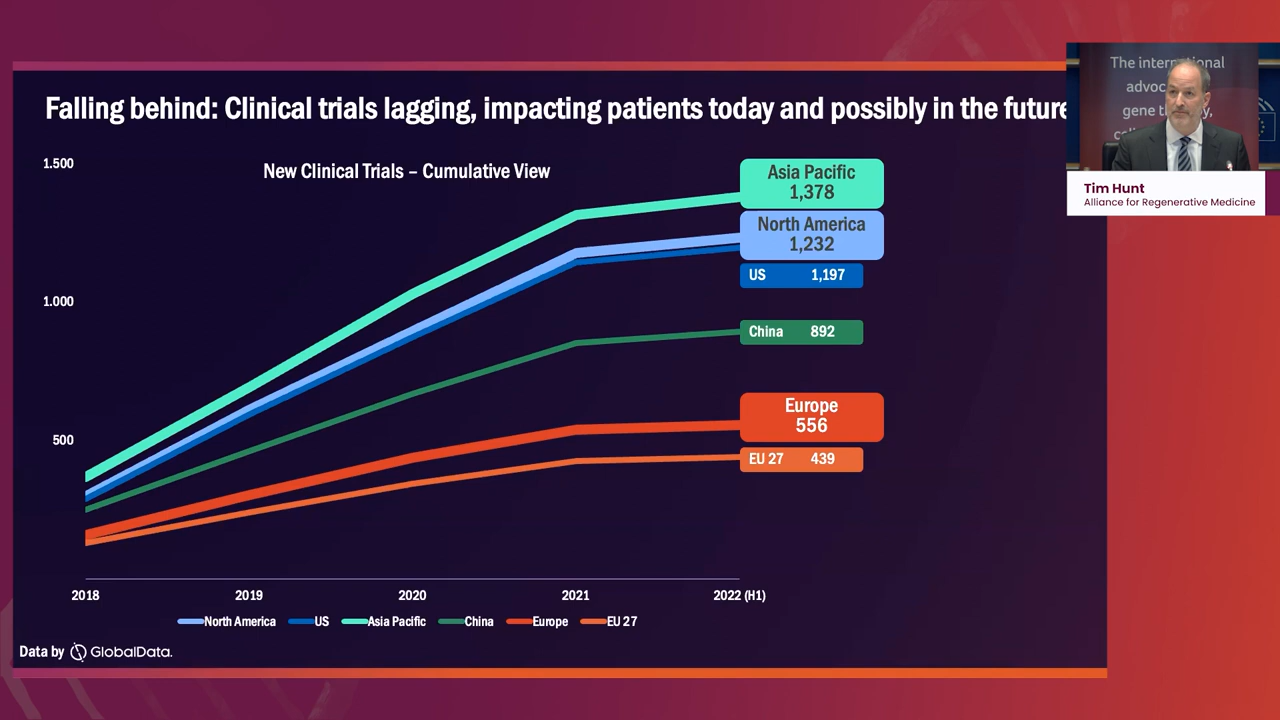 Falling behind: Clinical trials lagging, impacting patients today and possibly in the future
New Clinical Trials – Cumulative View
1.500
1.000
500
Asia Pacific
1,378
North America
1,232
US 1,197
China 892
Europe
556
EU 27 439
2018 2019 2020 2021 2022 (H1)
North America US Asia Pacific China Europe EU 27
Data by GlobalData.
The international
gene
Tim Hunt
Alliance for Regenerative Medicine